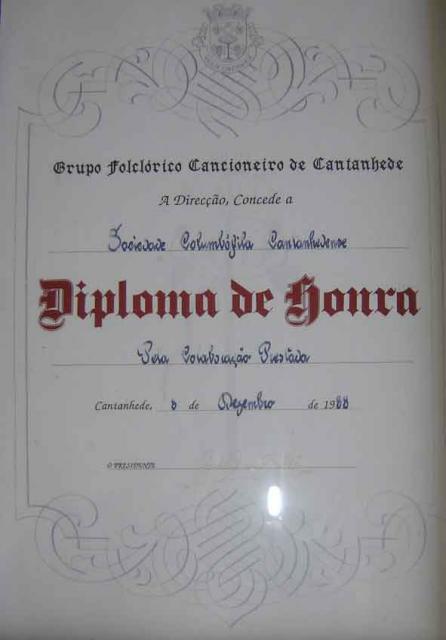 Grupo Folclórico Cancioneiro de Cantanhede
A Direcção, Concede a
Sociedade Columbófila Cantanhedense
Diploma de Honra
Pela Colaboração Prestada
Cantanhede, 8 de Dezembro de 1988
O PRESIDENTE